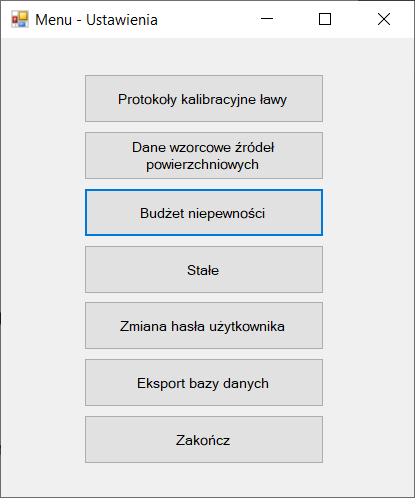 Menu - Ustawienia
Protokoły kalibracyjne ławy
Dane wzorcowe źródeł
powierzchniowych
Budżet niepewności
Stałe
Zmiana hasła użytkownika
Eksport bazy danych
Zakończ